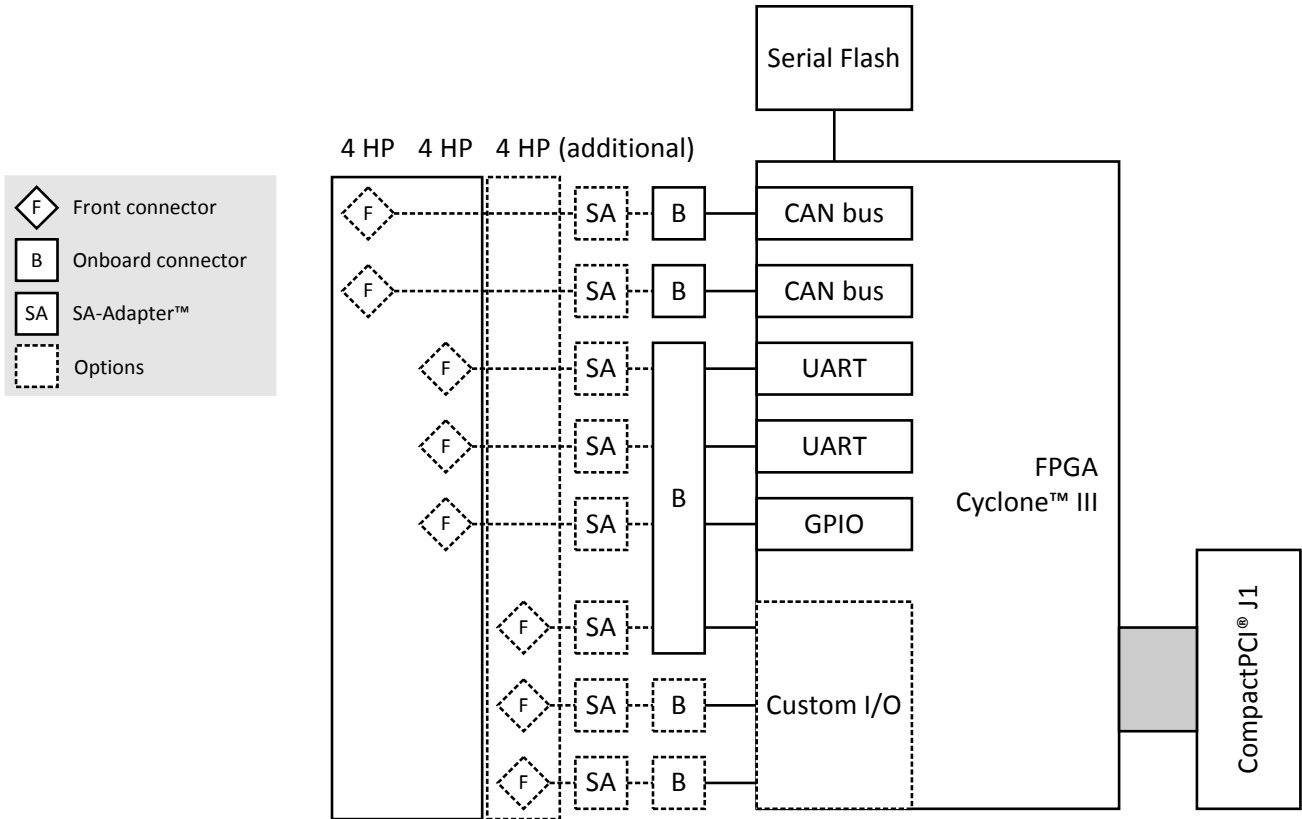 Serial Flash
4 HP 4 HP 4 HP (additional)
F Front connector
B Onboard connector
SA SA-Adapter™
Options
F SA B CAN bus
F SA B CAN bus
F SA UART
F SA UART
B
FPGA
Cyclone™ III
F SA GPIO
F SA
F SA B Custom I/O
F SA B
CompactPCI® J1